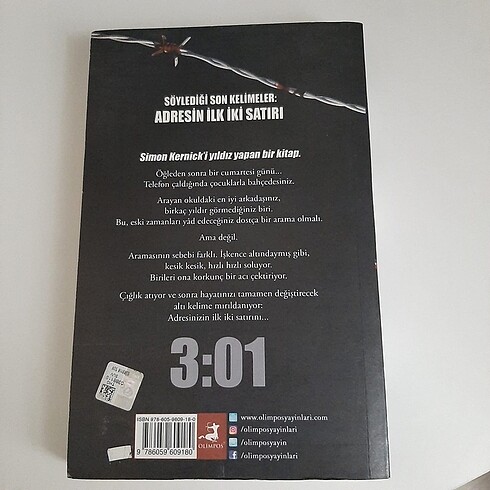 SÖYLEDİĞİ SON KELİMELER:
ADRESİN İLK İKİ SATIRI
Simon Kernick'i yıldız yapan bir kitap.
Öğleden sonra bir cumartesi günü...
Telefon çaldığında çocuklarla bahçedesiniz.
Arayan okuldaki en iyi arkadaşınız,
birkaç yıldır görmediğiniz biri.
Bu, eski zamanları yâd edeceğiniz dostça bir arama olmalı.
Ama değil.
Aramasının sebebi farklı. İşkence altındaymış gibi,
kesik kesik, hızlı hızlı soluyor.
Birileri ona korkunç bir acı çektiriyor.
Çığlık atıyor ve sonra hayatınızı tamamen değiştirecek
altı kelime mırıldanıyor:
Adresinizin ilk iki satırı...
3:01
ISBN 978-605-9609-18-0
9 786059 609180
OLIMPOS
www.olimposyayinlari.com
/olimposyayinlari
/olimposyayin
/olimposyayinlari